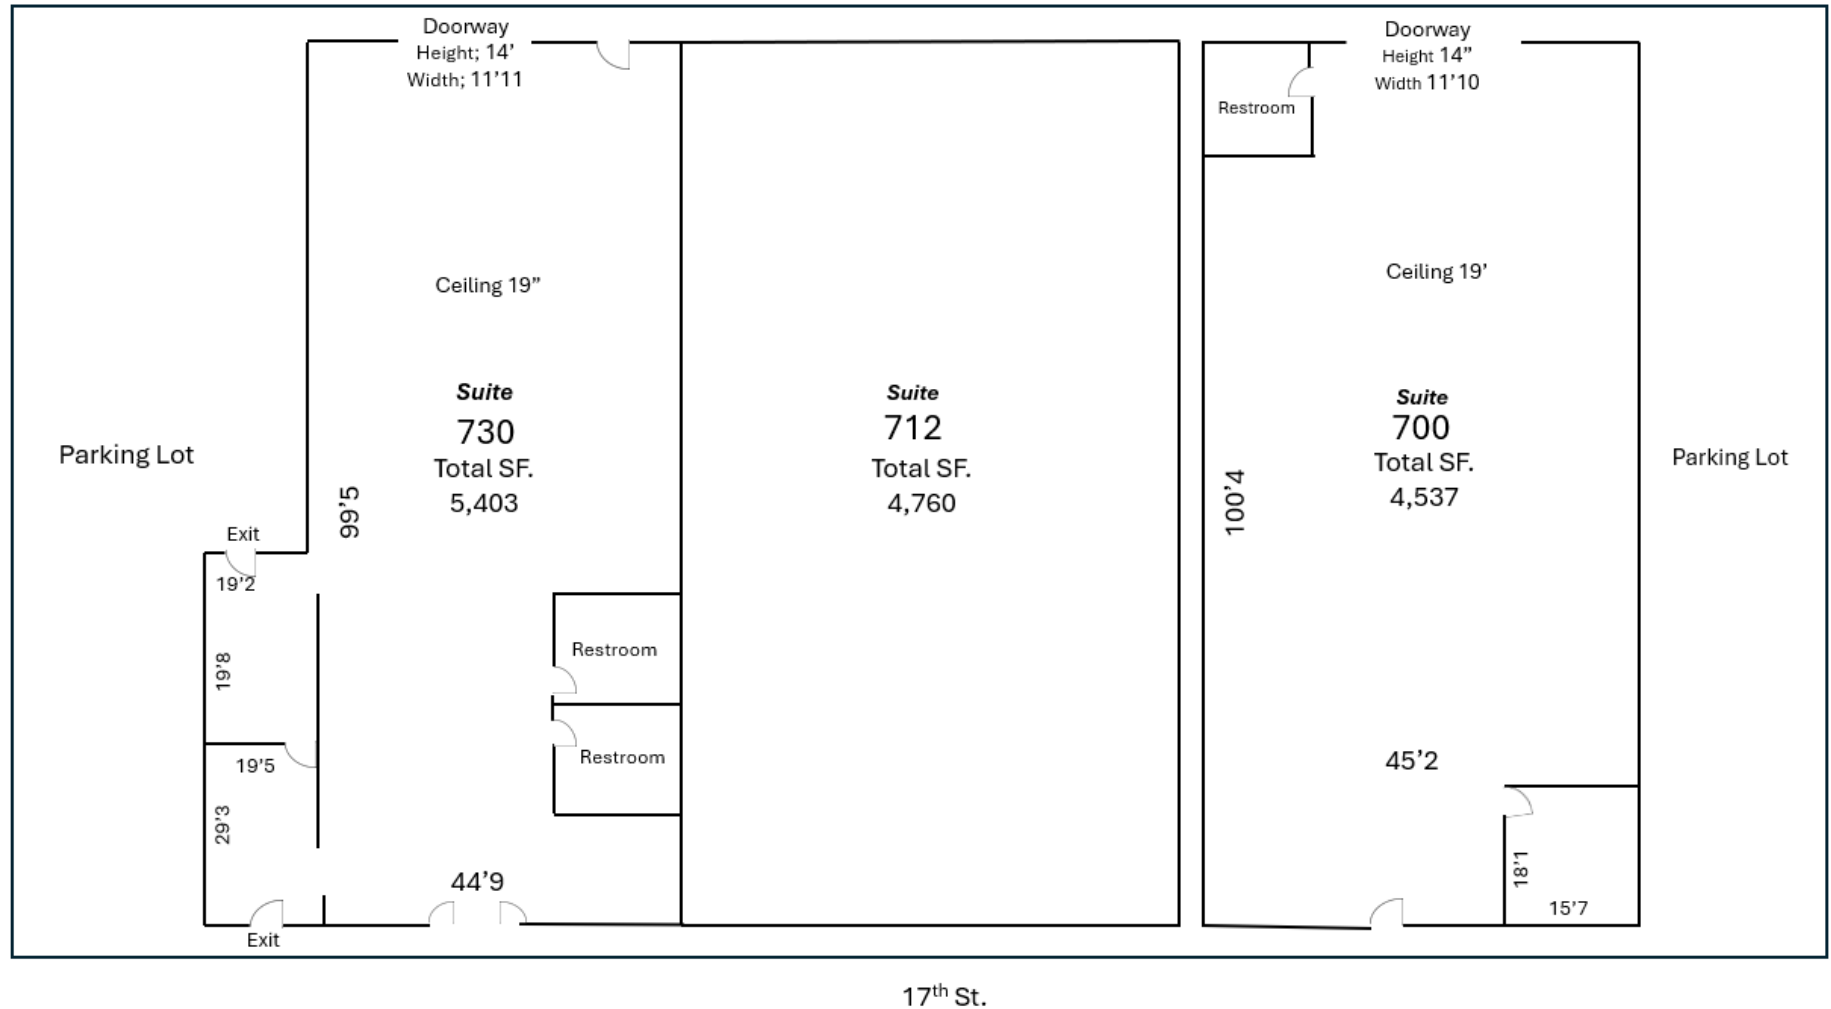 Doorway
Height; 14’
Width; 11’11
Ceiling 19”
Suite
730
Total SF.
5,403
99’5
Parking Lot
Exit
19’2
19’8
19’5
29’3
Exit
Restroom
Restroom
44’9
Suite
712
Total SF.
4,760
Doorway
Height 14”
Width 11’10
Restroom
Ceiling 19’
Suite
700
Total SF.
4,537
100’4
Parking Lot
45’2
18’1
15’7
17th St.